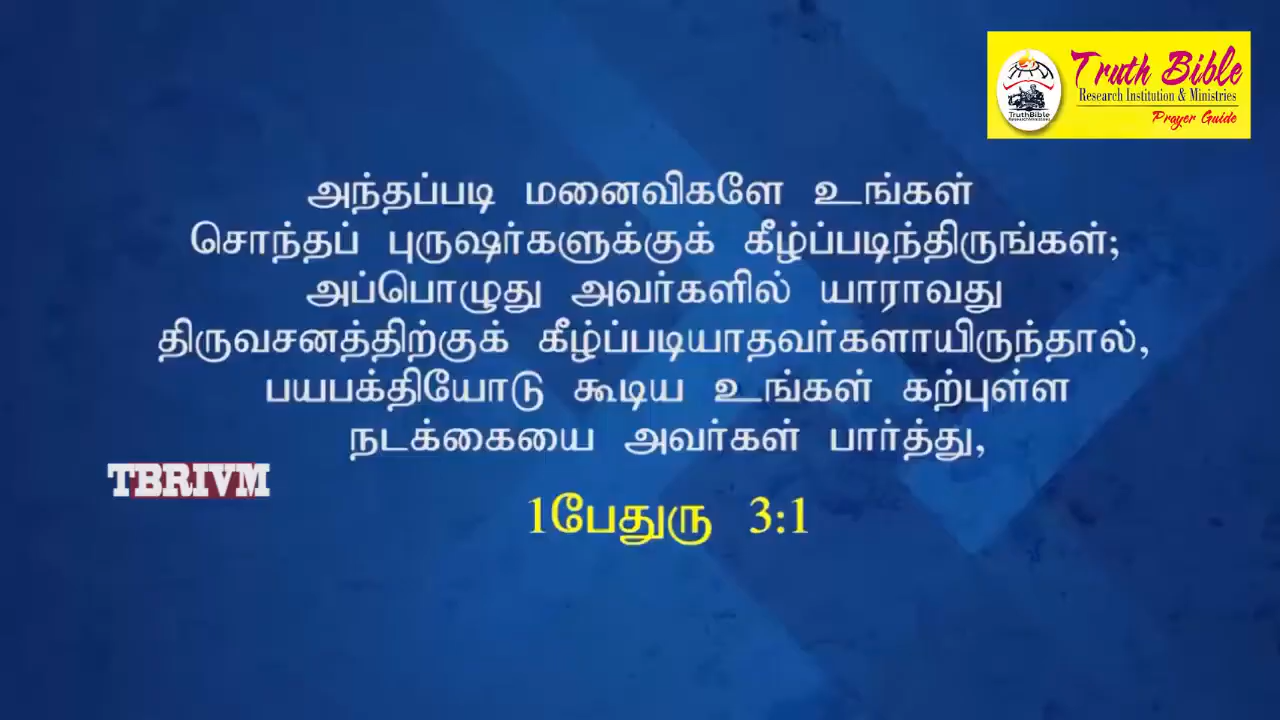 Truth Bible
Research Institution & Ministries
Prayer Guide
TruthBible
அந்தப்படி மனைவிகளே உங்கள்
சொந்தப் புருஷர்களுக்குக் கீழ்ப்படிந்திருங்கள்;
அப்பொழுது அவர்களில் யாராவது
திருவசனத்திற்குக் கீழ்ப்படியாதவர்களாயிருந்தால்,
பயபக்தியோடு கூடிய உங்கள் கற்புள்ள
நடக்கையை அவர்கள் பார்த்து,
TBRIVM
1பேதுரு 3:1